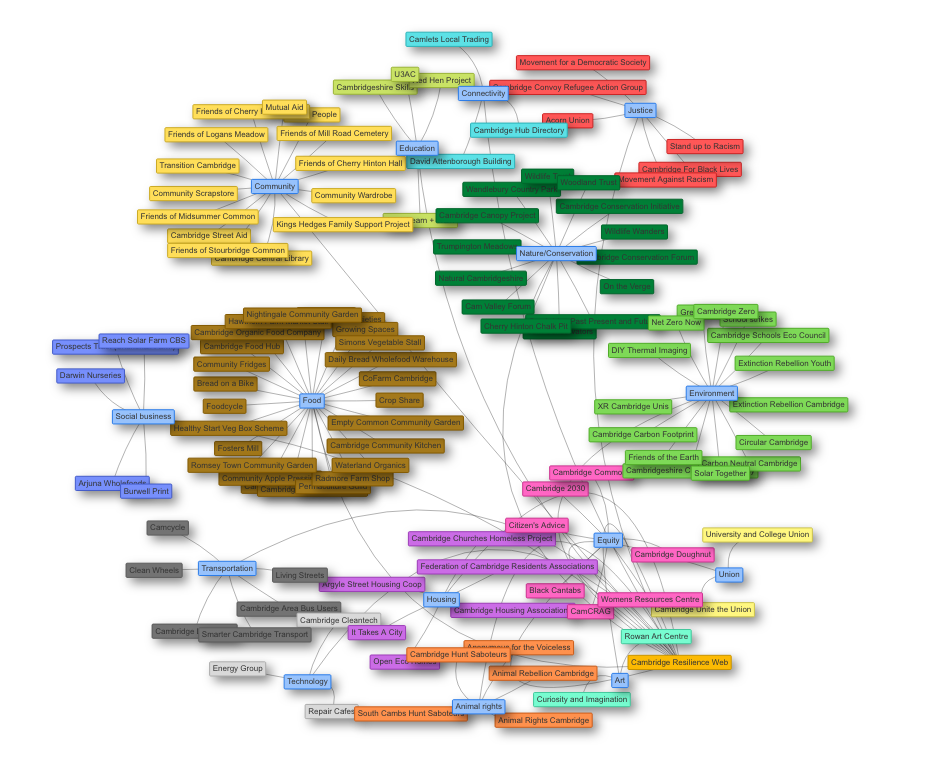 Camlets Local Trading
Movement for a Democratic Society
U3AC
Hen Project
Cambridgeshire
Connectivity
Cambridge Convoy Refugee Action Group
Mutual Aid
Friends of Cherry
People
Justice
Acorn Union
Friends of Logans Meadow
Friends of Mill Road Cemetery
Cambridge Hub Directory
Education
Stand up to Racism
Transition Cambridge
Friends of Cherry Hinton Hall
David Attenborough Building
Cambridge For Black Lives
Movement Against Racism
Community
Woodland Trust
Community Scrapstore
Community Wardrobe
Wandlebury Country Park
Friends of Midsummer Common
Kings Hedges Family Support Project
Cambridge Canopy Project
Cambridge Conservation Initiative
Cambridge Street Aid
Wildlife Wanders
Friends of Stourbridge Common
Cambridge Central Library
Trumpington Meadows
Nature/Conservation
Conservation Forum
Natural Cambridgeshire
On the Verge
Cam Valley Forum
Cherry Hinton Chalk Pit
Past Present and
Nightingale Community Garden
Growing Spaces
Cambridge Organic Food Company
Cambridge Zero
Net Zero Now
Cambridge Schools Eco Council
Reach Solar Farm CBS
Prospects
Cambridge Food Hub
Simons Vegetable Stall
DIY Thermal Imaging
Community Fridges
Daily Bread Wholefood Warehouse
Extinction Rebellion Youth
Darwin Nurseries
Bread on a Bike
CoFarm Cambridge
Environment
Social business
Foodcycle
Food
Crop Share
XR Cambridge Unis
Extinction Rebellion Cambridge
Healthy Start Veg Box Scheme
Empty Common Community Garden
Cambridge Carbon Footprint
Circular Cambridge
Fosters Mill
Cambridge Community Kitchen
Romsey Town Community Garden
Waterland Organics
Friends of the Earth
Carbon Neutral Cambridge
Community Apple
Radmore Farm Shop
Cambridge
Solar Together
Arjuna Wholefoods
Burwell Print
Cambridge 2030
Camcycle
Citizen's Advice
Cambridge Churches Homeless Project
Equity
University and College Union
Cambridge Doughnut
Clean Wheels
Transportation
Living Streets
Federation of Cambridge Residents Associations
Union
Argyle Street Housing Coop
Black Cantabs
Housing
Womens Resources Centre
Cambridge Area Bus Users
Cambridge Housing Association
CamCRAG
Cambridge Unite the Union
Cambridge Cleantech
Cambridge
Smarter Cambridge Transport
It Takes A City
Rowan Art Centre
for the Voiceless
Cambridge Hunt Saboteurs
Open Eco
Cambridge Resilience Web
Energy Group
Technology
Animal Rebellion Cambridge
Art
Curiosity and Imagination
Repair Cafes
South Cambs Hunt Saboteurs
Animal rights
Animal Rights Cambridge